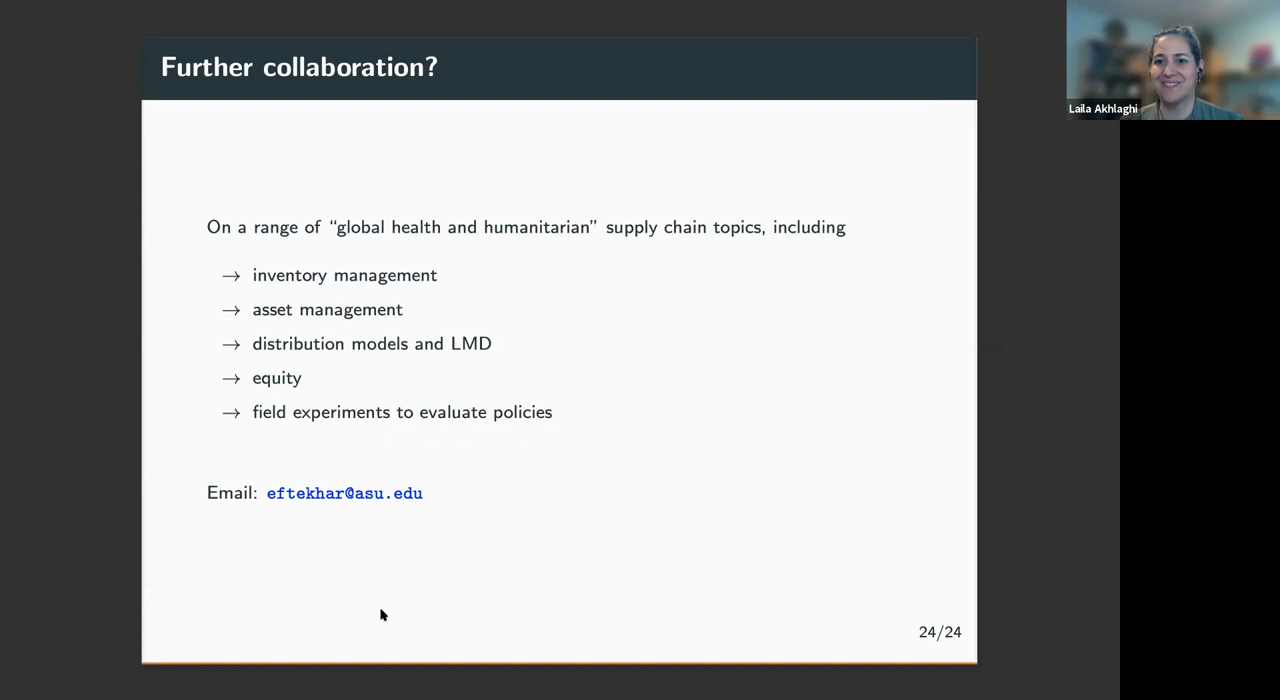 Further collaboration?
Laila Akhlaghi
On a range of “global health and humanitarian” supply chain topics, including
→ inventory management
→ asset management
→ distribution models and LMD
→ equity
→ field experiments to evaluate policies
Email: eftekhar@asu.edu
24/24